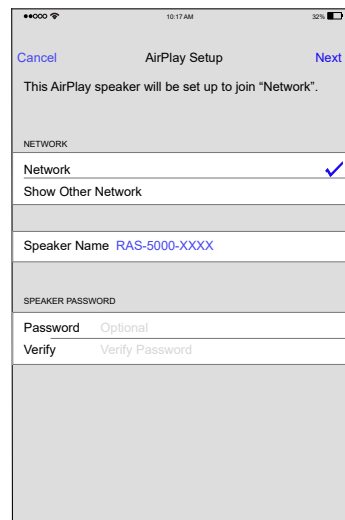 10:17 AM 32%
Cancel AirPlay Setup Next
This AirPlay speaker will be set up to join “Network”.
NETWORK
Network
Show Other Network
Speaker Name RAS-5000-XXXX
SPEAKER PASSWORD
Password Optional
Verify Verify Password